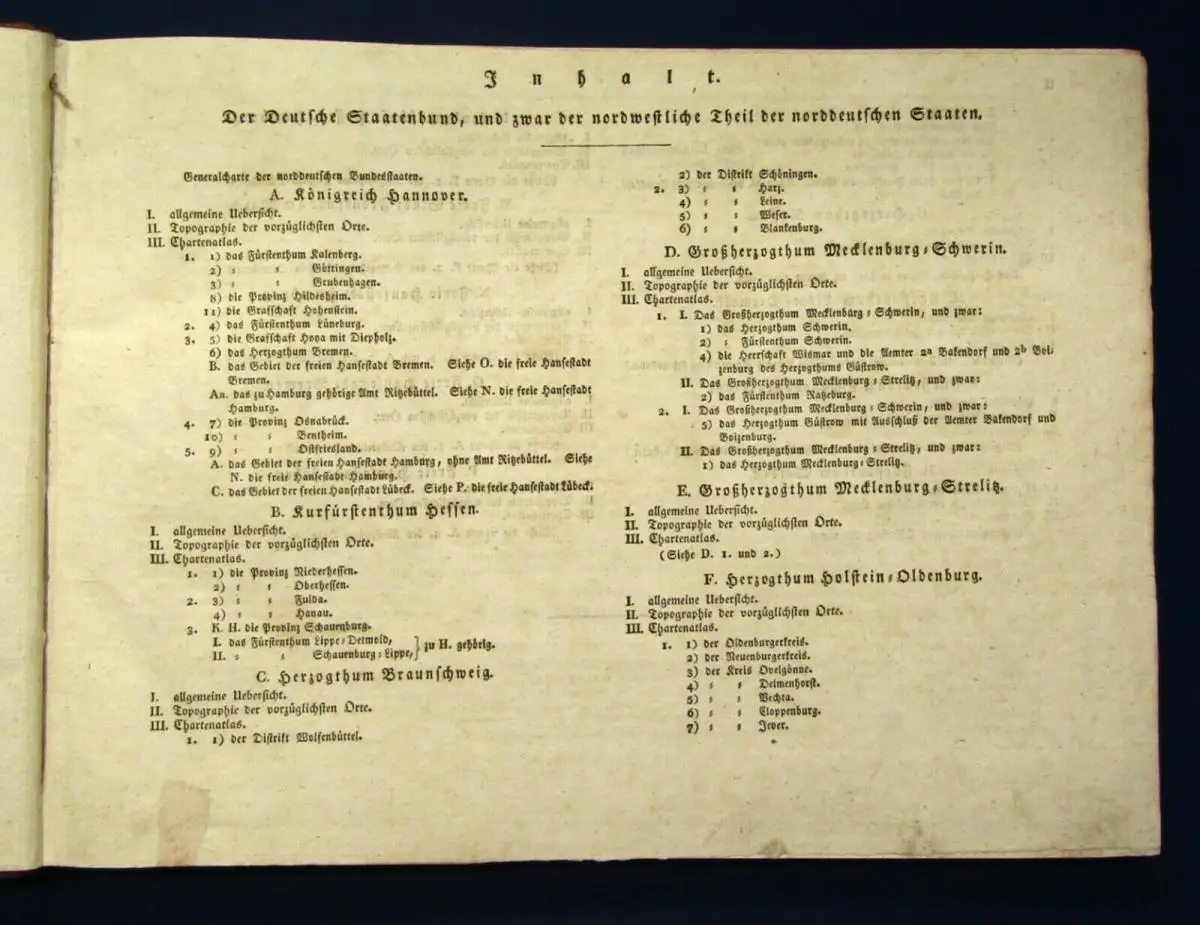 Inhalt.
Der Deutsche Staatenbund, und zwar der nordwestliche Theil der norddeutschen Staaten.
Generalcharte der norddeutschen Bundesstaaten.
A. Königreich Hannover.
I. allgemeine Uebersicht.
II. Topographie der vorzüglichsten Orte.
III. Chartenatlas.
1. 1) das Fürstenthum Kalenberg.
2) ⸗ ⸗ Göttingen.
3) ⸗ ⸗ Grubenhagen.
8) die Provinz Hildesheim.
11) die Grafschaft Hohenstein.
2. 4) das Fürstenthum Lüneburg.
3. 5) die Grafschaft Hoya mit Diepholz.
6) das Herzogthum Bremen.
B. das Gebiet der freien Hansestadt Bremen. Siehe O. die freie Hansestadt
Bremen.
Aa. das zu Hamburg gehörige Amt Ritzebüttel. Siehe N. die freie Hansestadt
Hamburg.
4. 7) die Provinz Osnabrück.
10) ⸗ ⸗ Bentheim.
5. 9) ⸗ ⸗ Ostfriesland.
A. das Gebiet der freien Hansestadt Hamburg, ohne Amt Ritzebüttel. Siehe
N. die freie Hansestadt Hamburg.
C. das Gebiet der freien Hansestadt Lübeck. Siehe P. die freie Hansestadt Lübeck.
B. Kurfürstenthum Hessen.
I. allgemeine Uebersicht.
II. Topographie der vorzüglichsten Orte.
III. Chartenatlas.
1. 1) die Provinz Niederhessen.
2) ⸗ ⸗ Oberhessen.
2. 3) ⸗ ⸗ Fulda.
4) ⸗ ⸗ Hanau.
3. K. H. die Provinz Schauenburg.
I. das Fürstenthum Lippe⸗Detmold, } zu H. gehörig.
II. ⸗ ⸗ Schauenburg⸗Lippe,
C. Herzogthum Braunschweig.
I. allgemeine Uebersicht.
II. Topographie der vorzüglichsten Orte.
III. Chartenatlas.
1. 1) der Distrikt Wolfenbüttel.
2) der Distrikt Schöningen.
2. 3) ⸗ ⸗ Harz.
4) ⸗ ⸗ Leine.
5) ⸗ ⸗ Weser.
6) ⸗ ⸗ Blankenburg.
D. Großherzogthum Mecklenburg⸗Schwerin.
I. allgemeine Uebersicht.
II. Topographie der vorzüglichsten Orte.
III. Chartenatlas.
1. I. Das Großherzogthum Mecklenburg⸗Schwerin, und zwar:
1) das Herzogthum Schwerin.
2) ⸗ Fürstenthum Schwerin.
4) die Herrschaft Wismar und die Aemter 2a Bakendorf und 2b Boi⸗
zenburg des Herzogthums Güstrow.
II. Das Großherzogthum Mecklenburg⸗Strelitz, und zwar:
2) das Fürstenthum Ratzeburg.
2. I. Das Großherzogthum Mecklenburg⸗Schwerin, und zwar:
5) das Herzogthum Güstrow mit Ausschluß der Aemter Bakendorf und
Boizenburg.
II. Das Großherzogthum Mecklenburg⸗Strelitz, und zwar:
1) das Herzogthum Mecklenburg⸗Strelitz.
E. Großherzogthum Mecklenburg⸗Strelitz.
I. allgemeine Uebersicht.
II. Topographie der vorzüglichsten Orte.
III. Chartenatlas.
(Siehe D. 1. und 2.)
F. Herzogthum Holstein⸗Oldenburg.
I. allgemeine Uebersicht.
II. Topographie der vorzüglichsten Orte.
III. Chartenatlas.
1. 1) der Oldenburgerkreis.
2) der Neuenburgerkreis.
3) der Kreis Ovelgönne.
4) ⸗ ⸗ Delmenhorst.
5) ⸗ ⸗ Vechta.
6) ⸗ ⸗ Cloppenburg.
7) ⸗ ⸗ Jever.